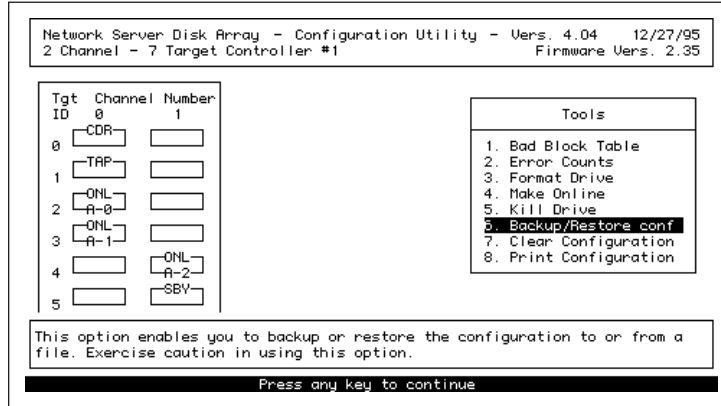 Network Server Disk Array - Configuration Utility - Vers. 4.04 12/27/95
2 Channel - 7 Target Controller #1 Firmware Vers. 2.35
Tgt Channel Number
ID 0 1
CDR
0
TAP
1
ONL
2 A-0
ONL
3 A-1
ONL
4 A-2
SBY
5
Tools
1. Bad Block Table
2. Error Counts
3. Format Drive
4. Make Online
5. Kill Drive
6. Backup/Restore conf
7. Clear Configuration
8. Print Configuration
This option enables you to backup or restore the configuration to or from a
file. Exercise caution in using this option.
Press any key to continue